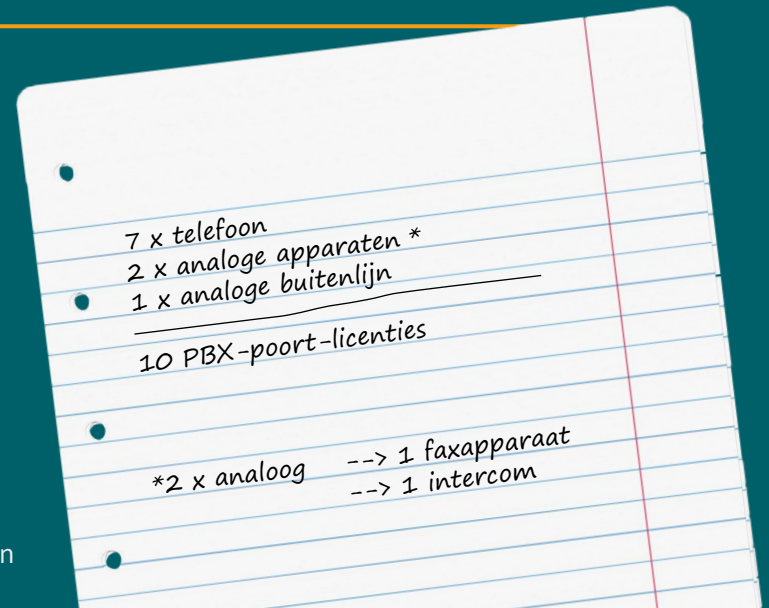 7 x telefoon
2 x analoge apparaten *
1 x analoge buitenlijn
10 PBX-poort-licenties
*2 x analoog --> 1 faxapparaat
--> 1 intercom
n